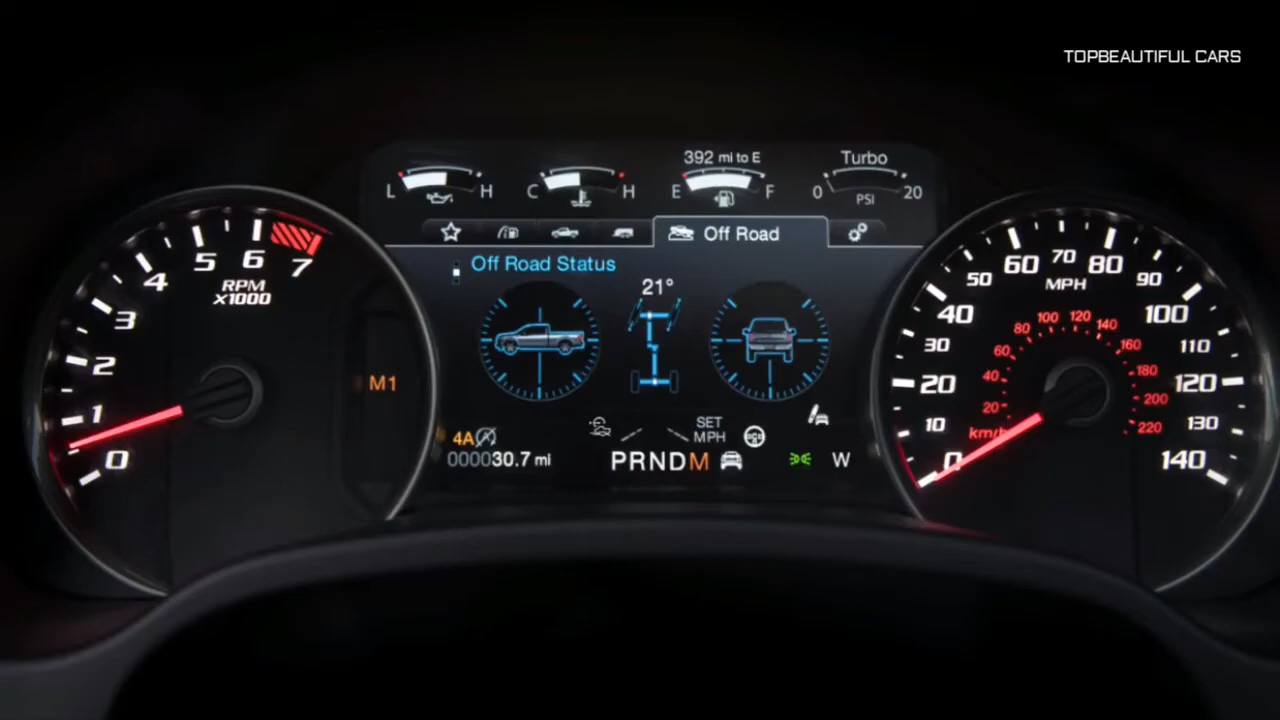 TOPBEAUTIFUL CARS
392 mi to E
Turbo
L H C H E F 0 20
PSI
Off Road
Off Road Status
21°
0 1 2 3 4 5 6 7
RPM
X1000
M1
0 10 20 30 40 50 60 70 80 90 100 110 120 130 140
MPH
20 40 60 80 100 120 140 160 180 200 220
km/h
SET
MPH
4A
000030.7 mi
PRNDM
W